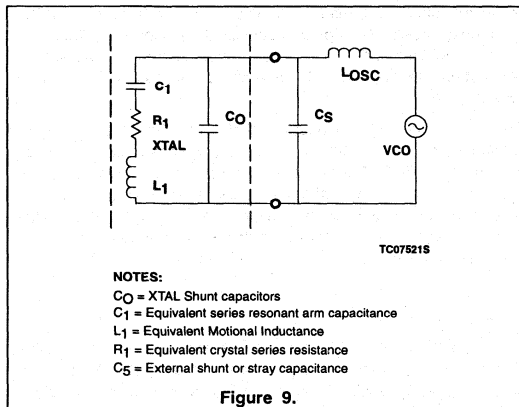 C1
R1
XTAL
L1
CO
CS
LOSC
VCO
TC07521S
NOTES:
CO = XTAL Shunt capacitors
C1 = Equivalent series resonant arm capacitance
L1 = Equivalent Motional Inductance
R1 = Equivalent crystal series resistance
C5 = External shunt or stray capacitance
Figure 9.